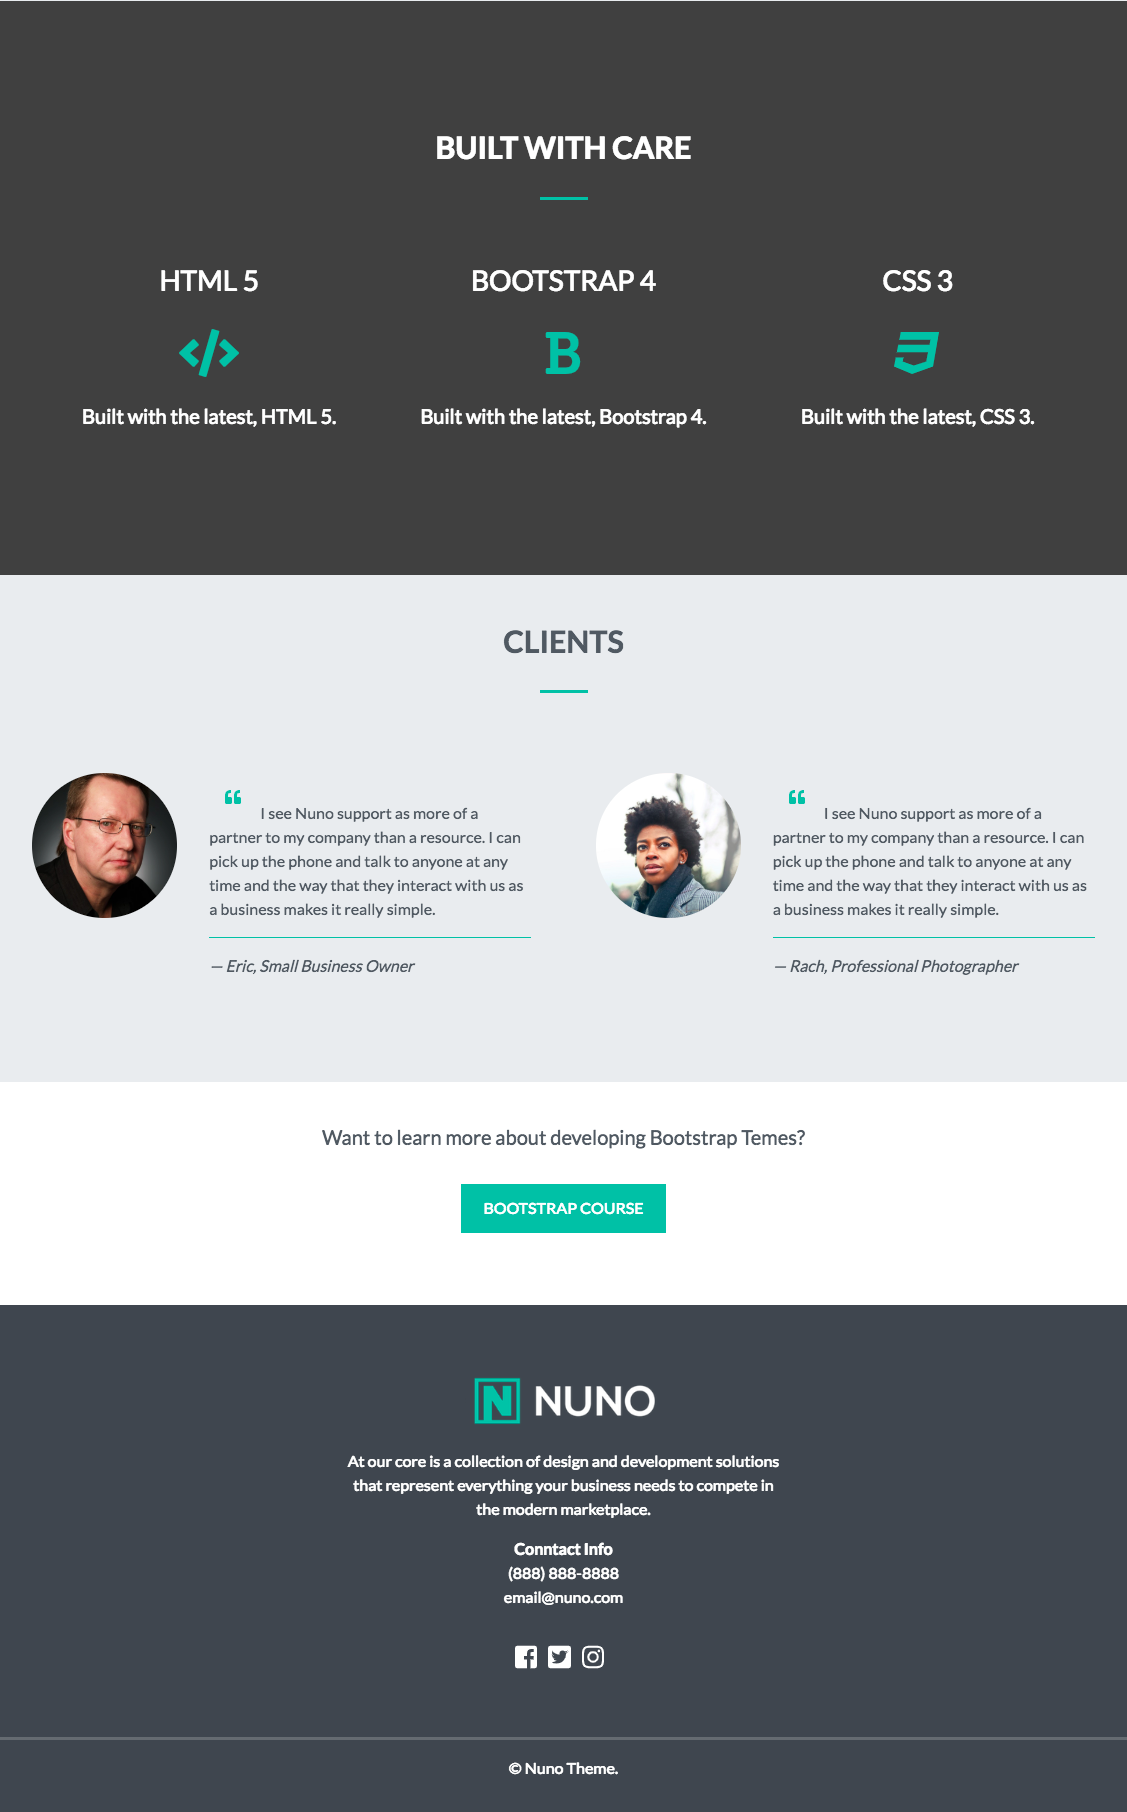 BUILT WITH CARE
HTML 5
BOOTSTRAP 4
CSS 3
Built with the latest, HTML 5.
Built with the latest, Bootstrap 4.
Built with the latest, CSS 3.
CLIENTS
I see Nuno support as more of a
partner to my company than a resource. I can
pick up the phone and talk to anyone at any
time and the way that they interact with us as
a business makes it really simple.
— Eric, Small Business Owner
I see Nuno support as more of a
partner to my company than a resource. I can
pick up the phone and talk to anyone at any
time and the way that they interact with us as
a business makes it really simple.
— Rach, Professional Photographer
Want to learn more about developing Bootstrap Temes?
BOOTSTRAP COURSE
N NUNO
At our core is a collection of design and development solutions
that represent everything your business needs to compete in
the modern marketplace.
Conntact Info
(888) 888-8888
email@nuno.com
© Nuno Theme.